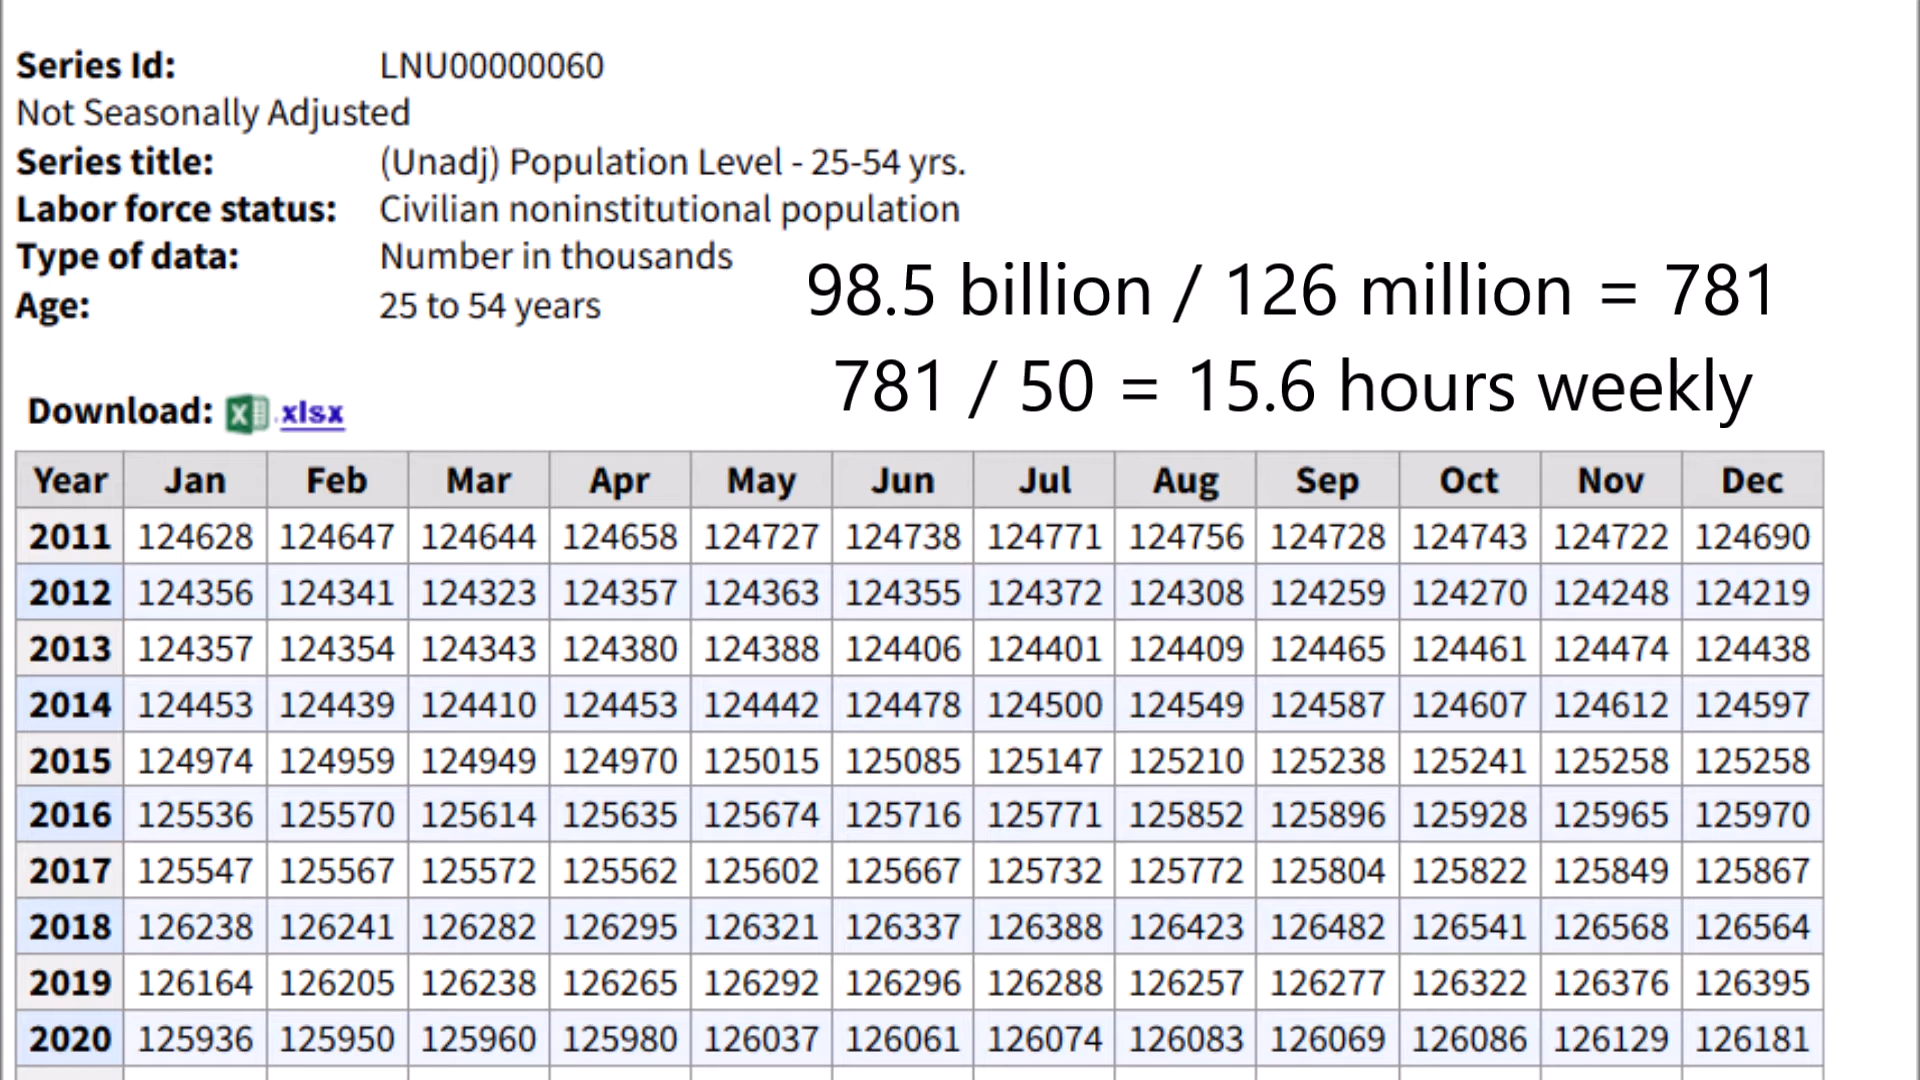 Series Id: LNU00000060
Not Seasonally Adjusted
Series title: (Unadj) Population Level - 25-54 yrs.
Labor force status: Civilian noninstitutional population
Type of data: Number in thousands
Age: 25 to 54 years
98.5 billion / 126 million = 781
781 / 50 = 15.6 hours weekly
Download: .xlsx
Year Jan Feb Mar Apr May Jun Jul Aug Sep Oct Nov Dec
2011 124628 124647 124644 124658 124727 124738 124771 124756 124728 124743 124722 124690
2012 124356 124341 124323 124357 124363 124355 124372 124308 124259 124270 124248 124219
2013 124357 124354 124343 124380 124388 124406 124401 124409 124465 124461 124474 124438
2014 124453 124439 124410 124453 124442 124478 124500 124549 124587 124607 124612 124597
2015 124974 124959 124949 124970 125015 125085 125147 125210 125238 125241 125258 125258
2016 125536 125570 125614 125635 125674 125716 125771 125852 125896 125928 125965 125970
2017 125547 125567 125572 125562 125602 125667 125732 125772 125804 125822 125849 125867
2018 126238 126241 126282 126295 126321 126337 126388 126423 126482 126541 126568 126564
2019 126164 126205 126238 126265 126292 126296 126288 126257 126277 126322 126376 126395
2020 125936 125950 125960 125980 126037 126061 126074 126083 126069 126086 126129 126181